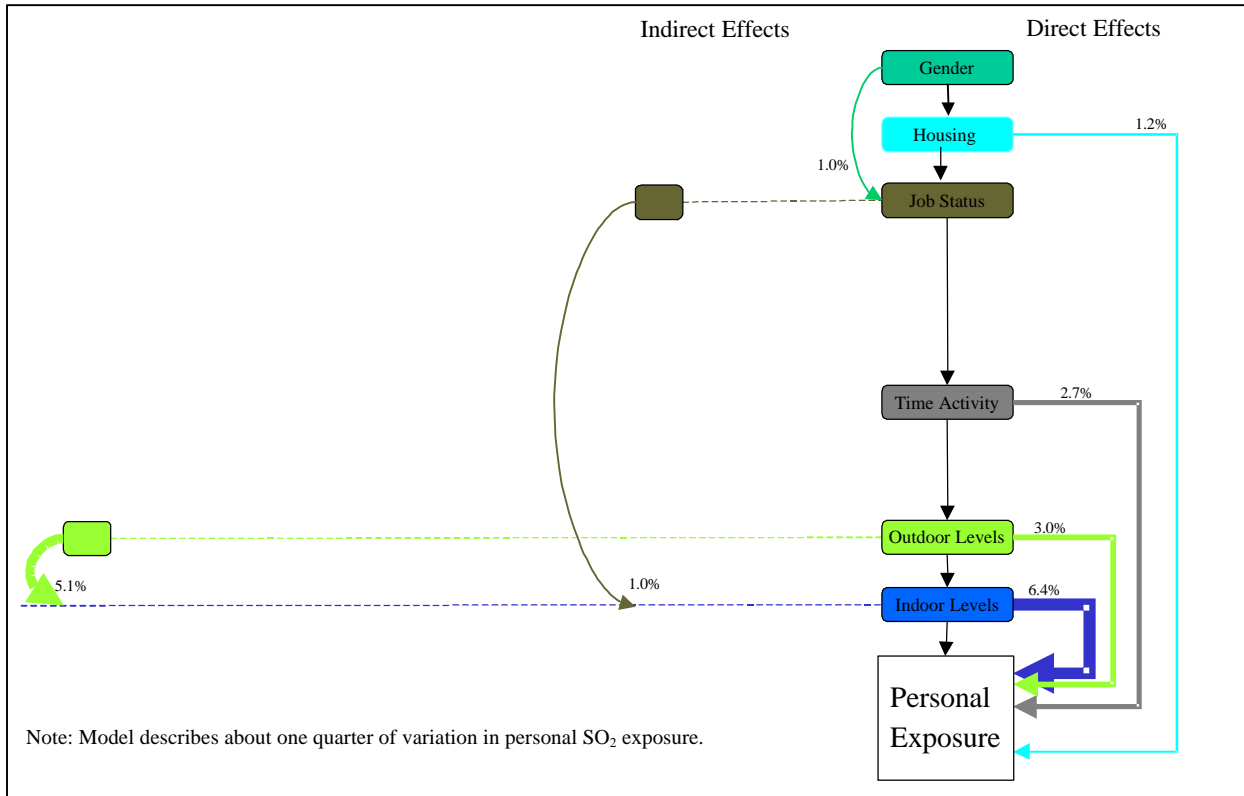 Indirect Effects
Direct Effects
Gender
Housing
1.2%
1.0%
Job Status
Time Activity
2.7%
Outdoor Levels
3.0%
5.1%
1.0%
Indoor Levels
6.4%
Personal
Exposure
Note: Model describes about one quarter of variation in personal SO₂ exposure.